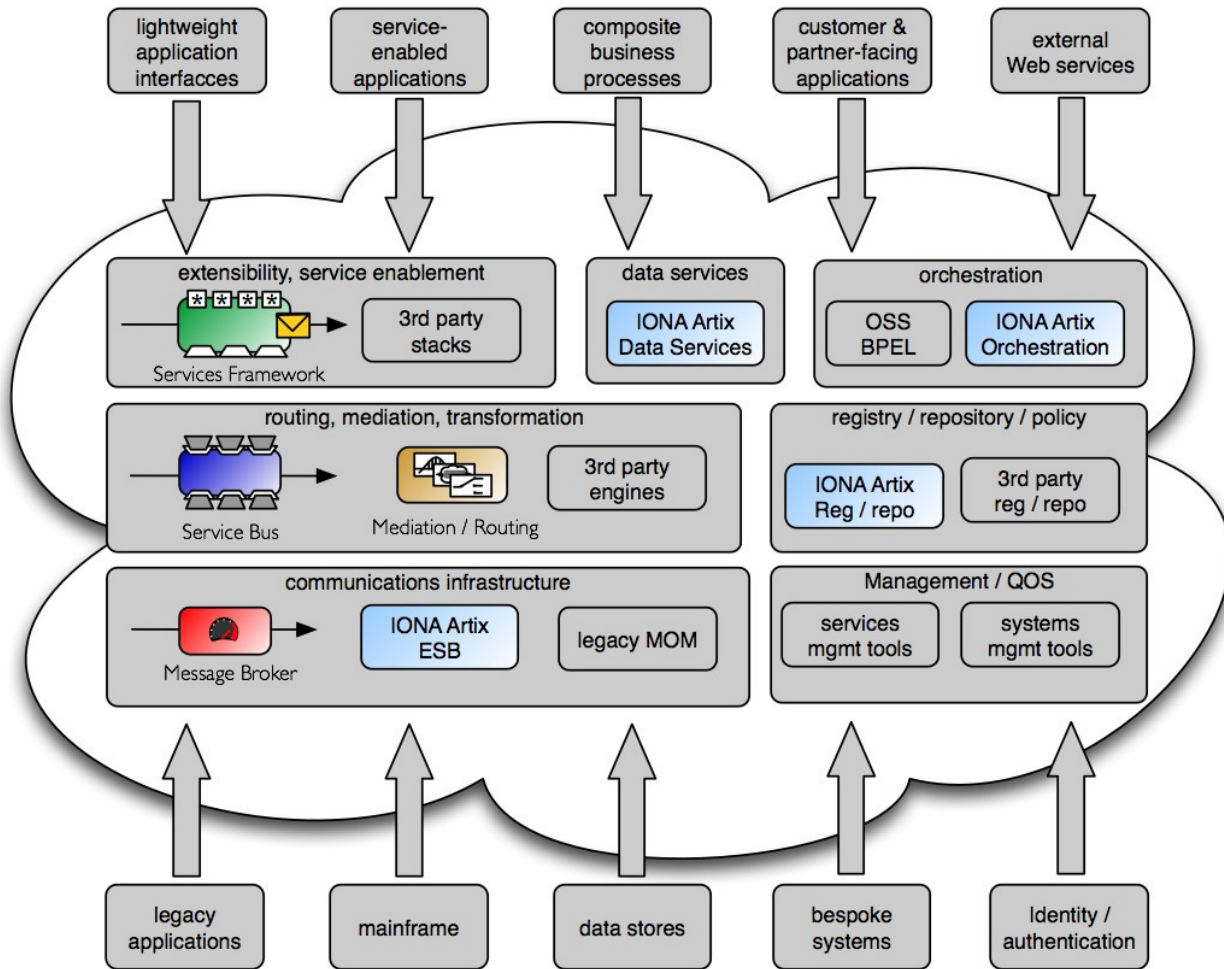 lightweight
application
interfacces
service-
enabled
applications
composite
business
processes
customer &
partner-facing
applications
external
Web services
extensibility, service enablement
* * * *
Services Framework
3rd party
stacks
data services
IONA Artix
Data Services
orchestration
OSS
BPEL
IONA Artix
Orchestration
routing, mediation, transformation
Service Bus
Mediation / Routing
3rd party
engines
registry / repository / policy
IONA Artix
Reg / repo
3rd party
reg / repo
communications infrastructure
Message Broker
IONA Artix
ESB
legacy MOM
Management / QOS
services
mgmt tools
systems
mgmt tools
legacy
applications
mainframe
data stores
bespoke
systems
Identity /
authentication